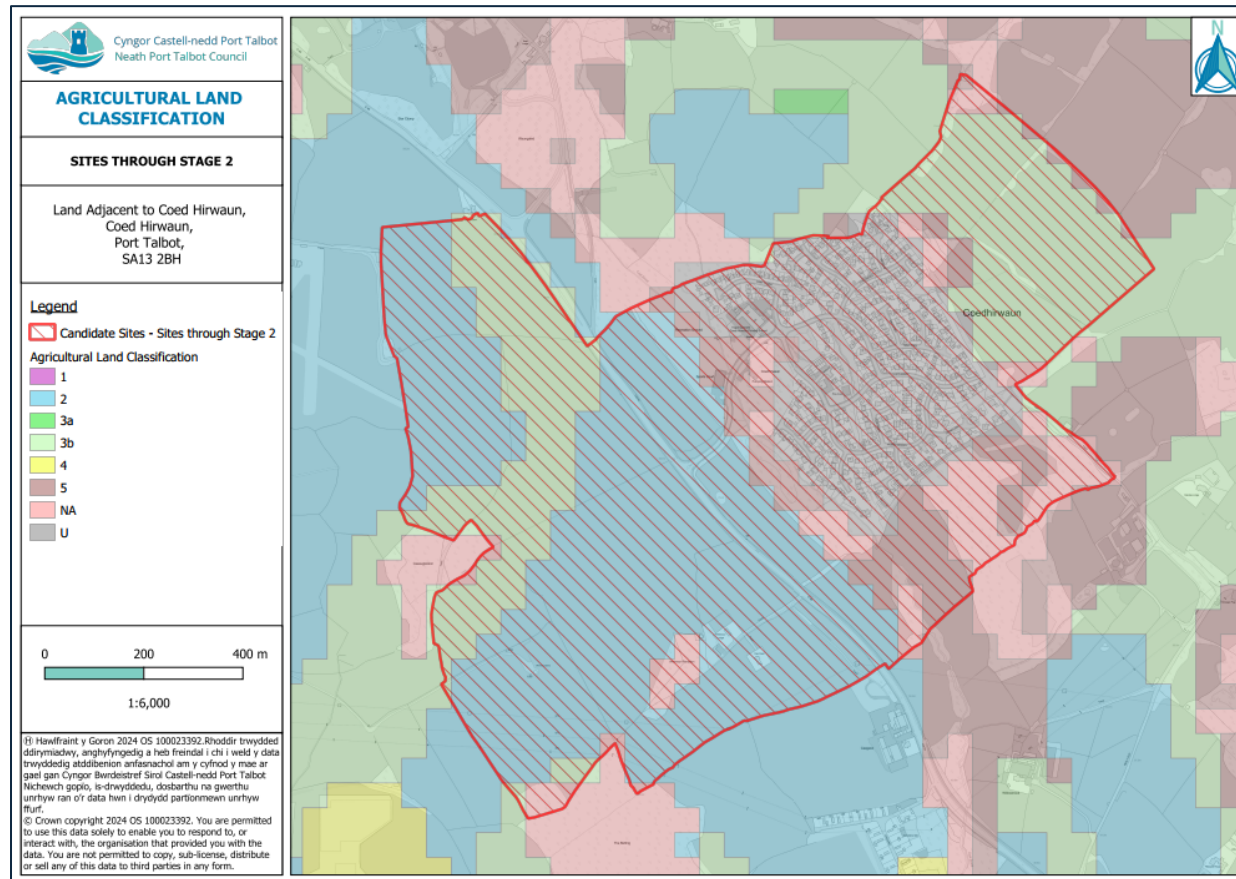 Cyngor Castell-nedd Port Talbot
Neath Port Talbot Council
AGRICULTURAL LAND
CLASSIFICATION
SITES THROUGH STAGE 2
Land Adjacent to Coed Hirwaun,
Coed Hirwaun,
Port Talbot,
SA13 2BH
Legend
Candidate Sites - Sites through Stage 2
Agricultural Land Classification
1
2
3a
3b
4
5
NA
U
0 200 400 m
1:6,000
Ⓗ Hawlfraint y Goron 2024 OS 100023392.Rhoddir trwydded
ddirymiadwy, anghyfyngedig a heb freindal i chi i weld y data
trwyddedig atddibenion anfasnachol am y cyfnod y mae ar
gael gan Cyngor Bwrdeistref Sirol Castell-nedd Port Talbot
Nichewch gopïo, is-drwyddedu, dosbarthu na gwerthu
unrhyw ran o'r data hwn i drydydd partïonmewn unrhyw
ffurf.
© Crown copyright 2024 OS 100023392. You are permitted
to use this data solely to enable you to respond to, or
interact with, the organisation that provided you with the
data. You are not permitted to copy, sub-license, distribute
or sell any of this data to third parties in any form.
N
Coedhirwaun